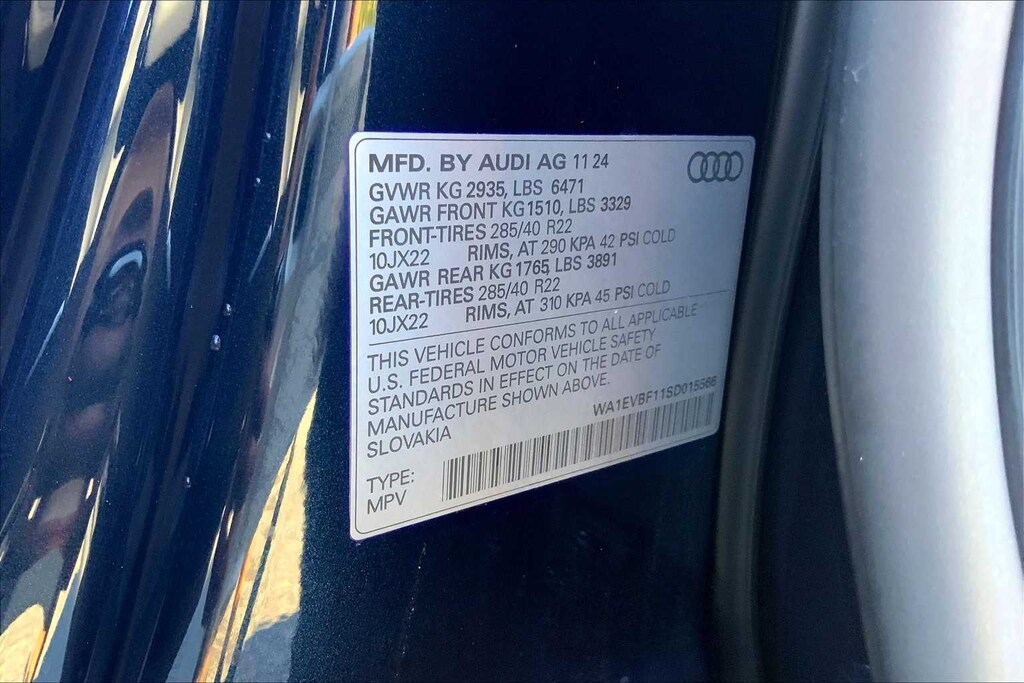 MFD. BY AUDI AG 11 24
GVWR KG 2935, LBS 6471
GAWR FRONT KG1510, LBS 3329
FRONT-TIRES 285/40 R22
10JX22 RIMS, AT 290 KPA 42 PSI COLD
GAWR REAR KG 1765, LBS 3891
REAR-TIRES 285/40 R22
10JX22 RIMS, AT 310 KPA 45 PSI COLD
THIS VEHICLE CONFORMS TO ALL APPLICABLE
U.S. FEDERAL MOTOR VEHICLE SAFETY
STANDARDS IN EFFECT ON THE DATE OF
MANUFACTURE SHOWN ABOVE.
SLOVAKIA
WA1EVBF11SD015566
TYPE:
MPV